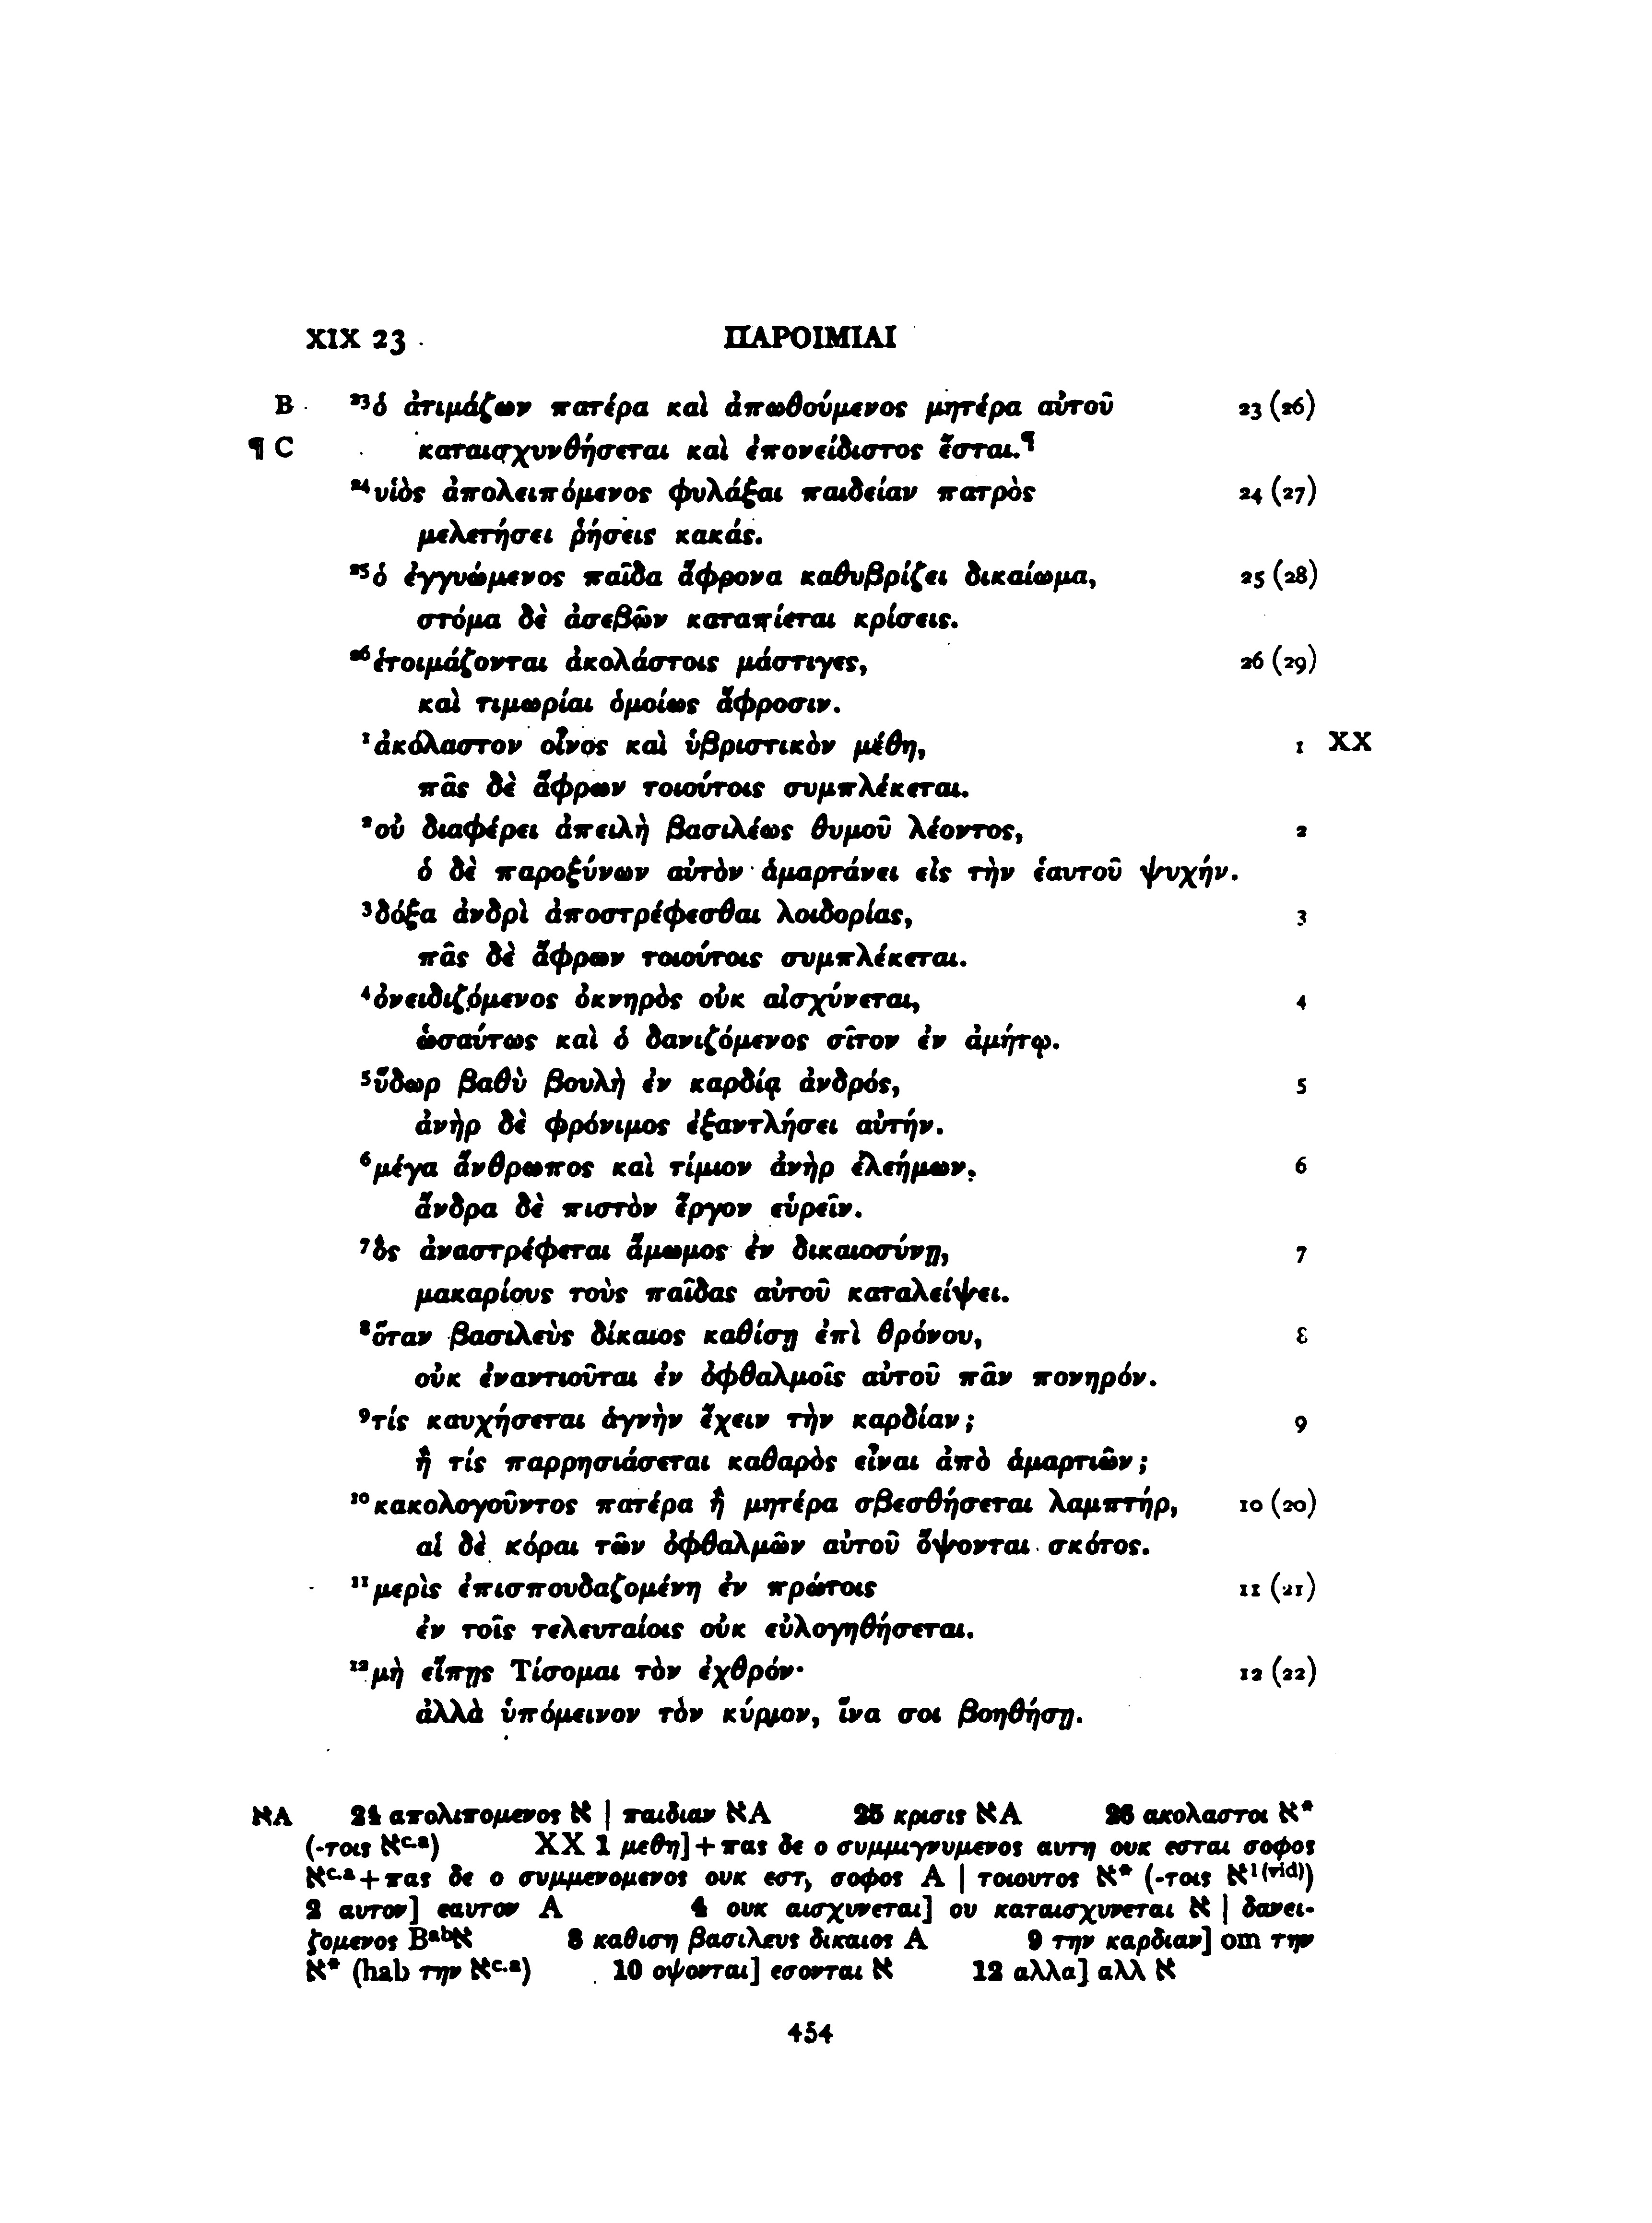 XIX 23 ΠΑΡΟΙΜΙΑΙ
B ²³ὁ ἀτιμάζων πατέρα καὶ ἀπωθούμενος μητέρα αὐτοῦ 23 (26)
¶ C καταισχυνθήσεται καὶ ἐπονείδιστος ἔσται.¶
²⁴υἱὸς ἀπολειπόμενος φυλάξαι παιδείαν πατρὸς 24 (27)
μελετήσει ῥήσεις κακάς.
²⁵ὁ ἐγγυώμενος παῖδα ἄφρονα καθυβρίζει δικαίωμα, 25 (28)
στόμα δὲ ἀσεβῶν καταπίεται κρίσεις.
²⁶ἑτοιμάζονται ἀκολάστοις μάστιγες, 26 (29)
καὶ τιμωρίαι ὁμοίως ἄφροσιν.
¹ἀκόλαστον οἶνος καὶ ὑβριστικὸν μέθη, 1 XX
πᾶς δὲ ἄφρων τοιούτοις συμπλέκεται.
²οὐ διαφέρει ἀπειλὴ βασιλέως θυμοῦ λέοντος, 2
ὁ δὲ παροξύνων αὐτὸν ἁμαρτάνει εἰς τὴν ἑαυτοῦ ψυχήν.
³δόξα ἀνδρὶ ἀποστρέφεσθαι λοιδορίας, 3
πᾶς δὲ ἄφρων τοιούτοις συμπλέκεται.
⁴ὀνειδιζόμενος ὀκνηρὸς οὐκ αἰσχύνεται, 4
ὡσαύτως καὶ ὁ δανιζόμενος σῖτον ἐν ἀμήτῳ.
⁵ὕδωρ βαθὺ βουλὴ ἐν καρδίᾳ ἀνδρός, 5
ἀνὴρ δὲ φρόνιμος ἐξαντλήσει αὐτήν.
⁶μέγα ἄνθρωπος καὶ τίμιον ἀνὴρ ἐλεήμων, 6
ἄνδρα δὲ πιστὸν ἔργον εὑρεῖν.
⁷ὃς ἀναστρέφεται ἄμωμος ἐν δικαιοσύνῃ, 7
μακαρίους τοὺς παῖδας αὐτοῦ καταλείψει.
⁸ὅταν βασιλεὺς δίκαιος καθίσῃ ἐπὶ θρόνου, 8
οὐκ ἐναντιοῦται ἐν ὀφθαλμοῖς αὐτοῦ πᾶν πονηρόν.
⁹τίς καυχήσεται ἁγνὴν ἔχειν τὴν καρδίαν; 9
ἢ τίς παρρησιάσεται καθαρὸς εἶναι ἀπὸ ἁμαρτιῶν;
¹⁰κακολογοῦντος πατέρα ἢ μητέρα σβεσθήσεται λαμπτήρ, 10 (20)
αἱ δὲ κόραι τῶν ὀφθαλμῶν αὐτοῦ ὄψονται σκότος.
¹¹μερὶς ἐπισπουδαζομένη ἐν πρώτοις 11 (21)
ἐν τοῖς τελευταίοις οὐκ εὐλογηθήσεται.
¹²μὴ εἴπῃς Τίσομαι τὸν ἐχθρόν· 12 (22)
ἀλλὰ ὑπόμεινον τὸν κύριον, ἵνα σοι βοηθήσῃ.
ℵA 24 απολιπομενος ℵ | παιδιαν ℵA 25 κρισις ℵA 26 ακολαστοι ℵ*
(-τοις ℵᶜ·ᵃ) XX 1 μεθη] + πας δε ο συμμιγνυμενος αυτη ουκ εσται σοφος
ℵᶜ·ᵃ + πας δε ο συμμενομενος ουκ εστ, σοφος A | τοιουτος ℵ* (-τοις ℵ¹⁽ᵛⁱᵈ⁾)
2 αυτον] εαυτον A 4 ουκ αισχυνεται] ου καταισχυνεται ℵ | δανει-
ζομενος Bᵃᵇℵ 8 καθιση βασιλευς δικαιος A 9 την καρδιαν] om την
ℵ* (hab την ℵᶜ·ᵃ) 10 οψονται] εσονται ℵ 12 αλλα] αλλ ℵ
454